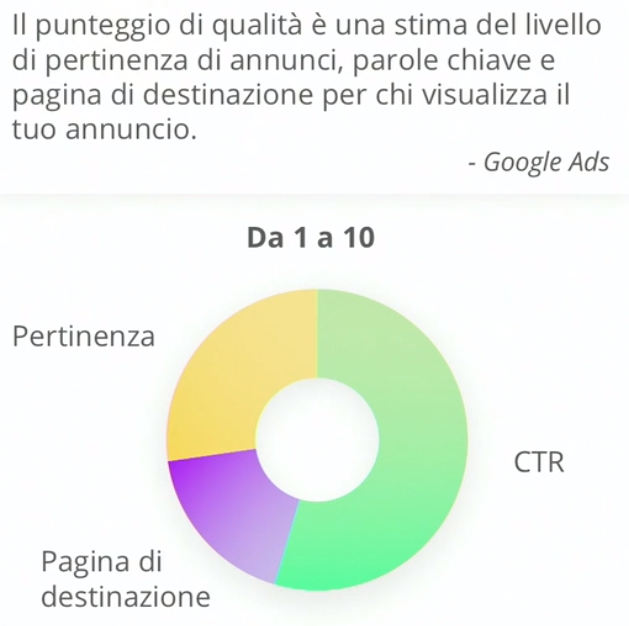 Il punteggio di qualità è una stima del livello
di pertinenza di annunci, parole chiave e
pagina di destinazione per chi visualizza il
tuo annuncio.
- Google Ads
Da 1 a 10
Pertinenza
CTR
Pagina di
destinazione